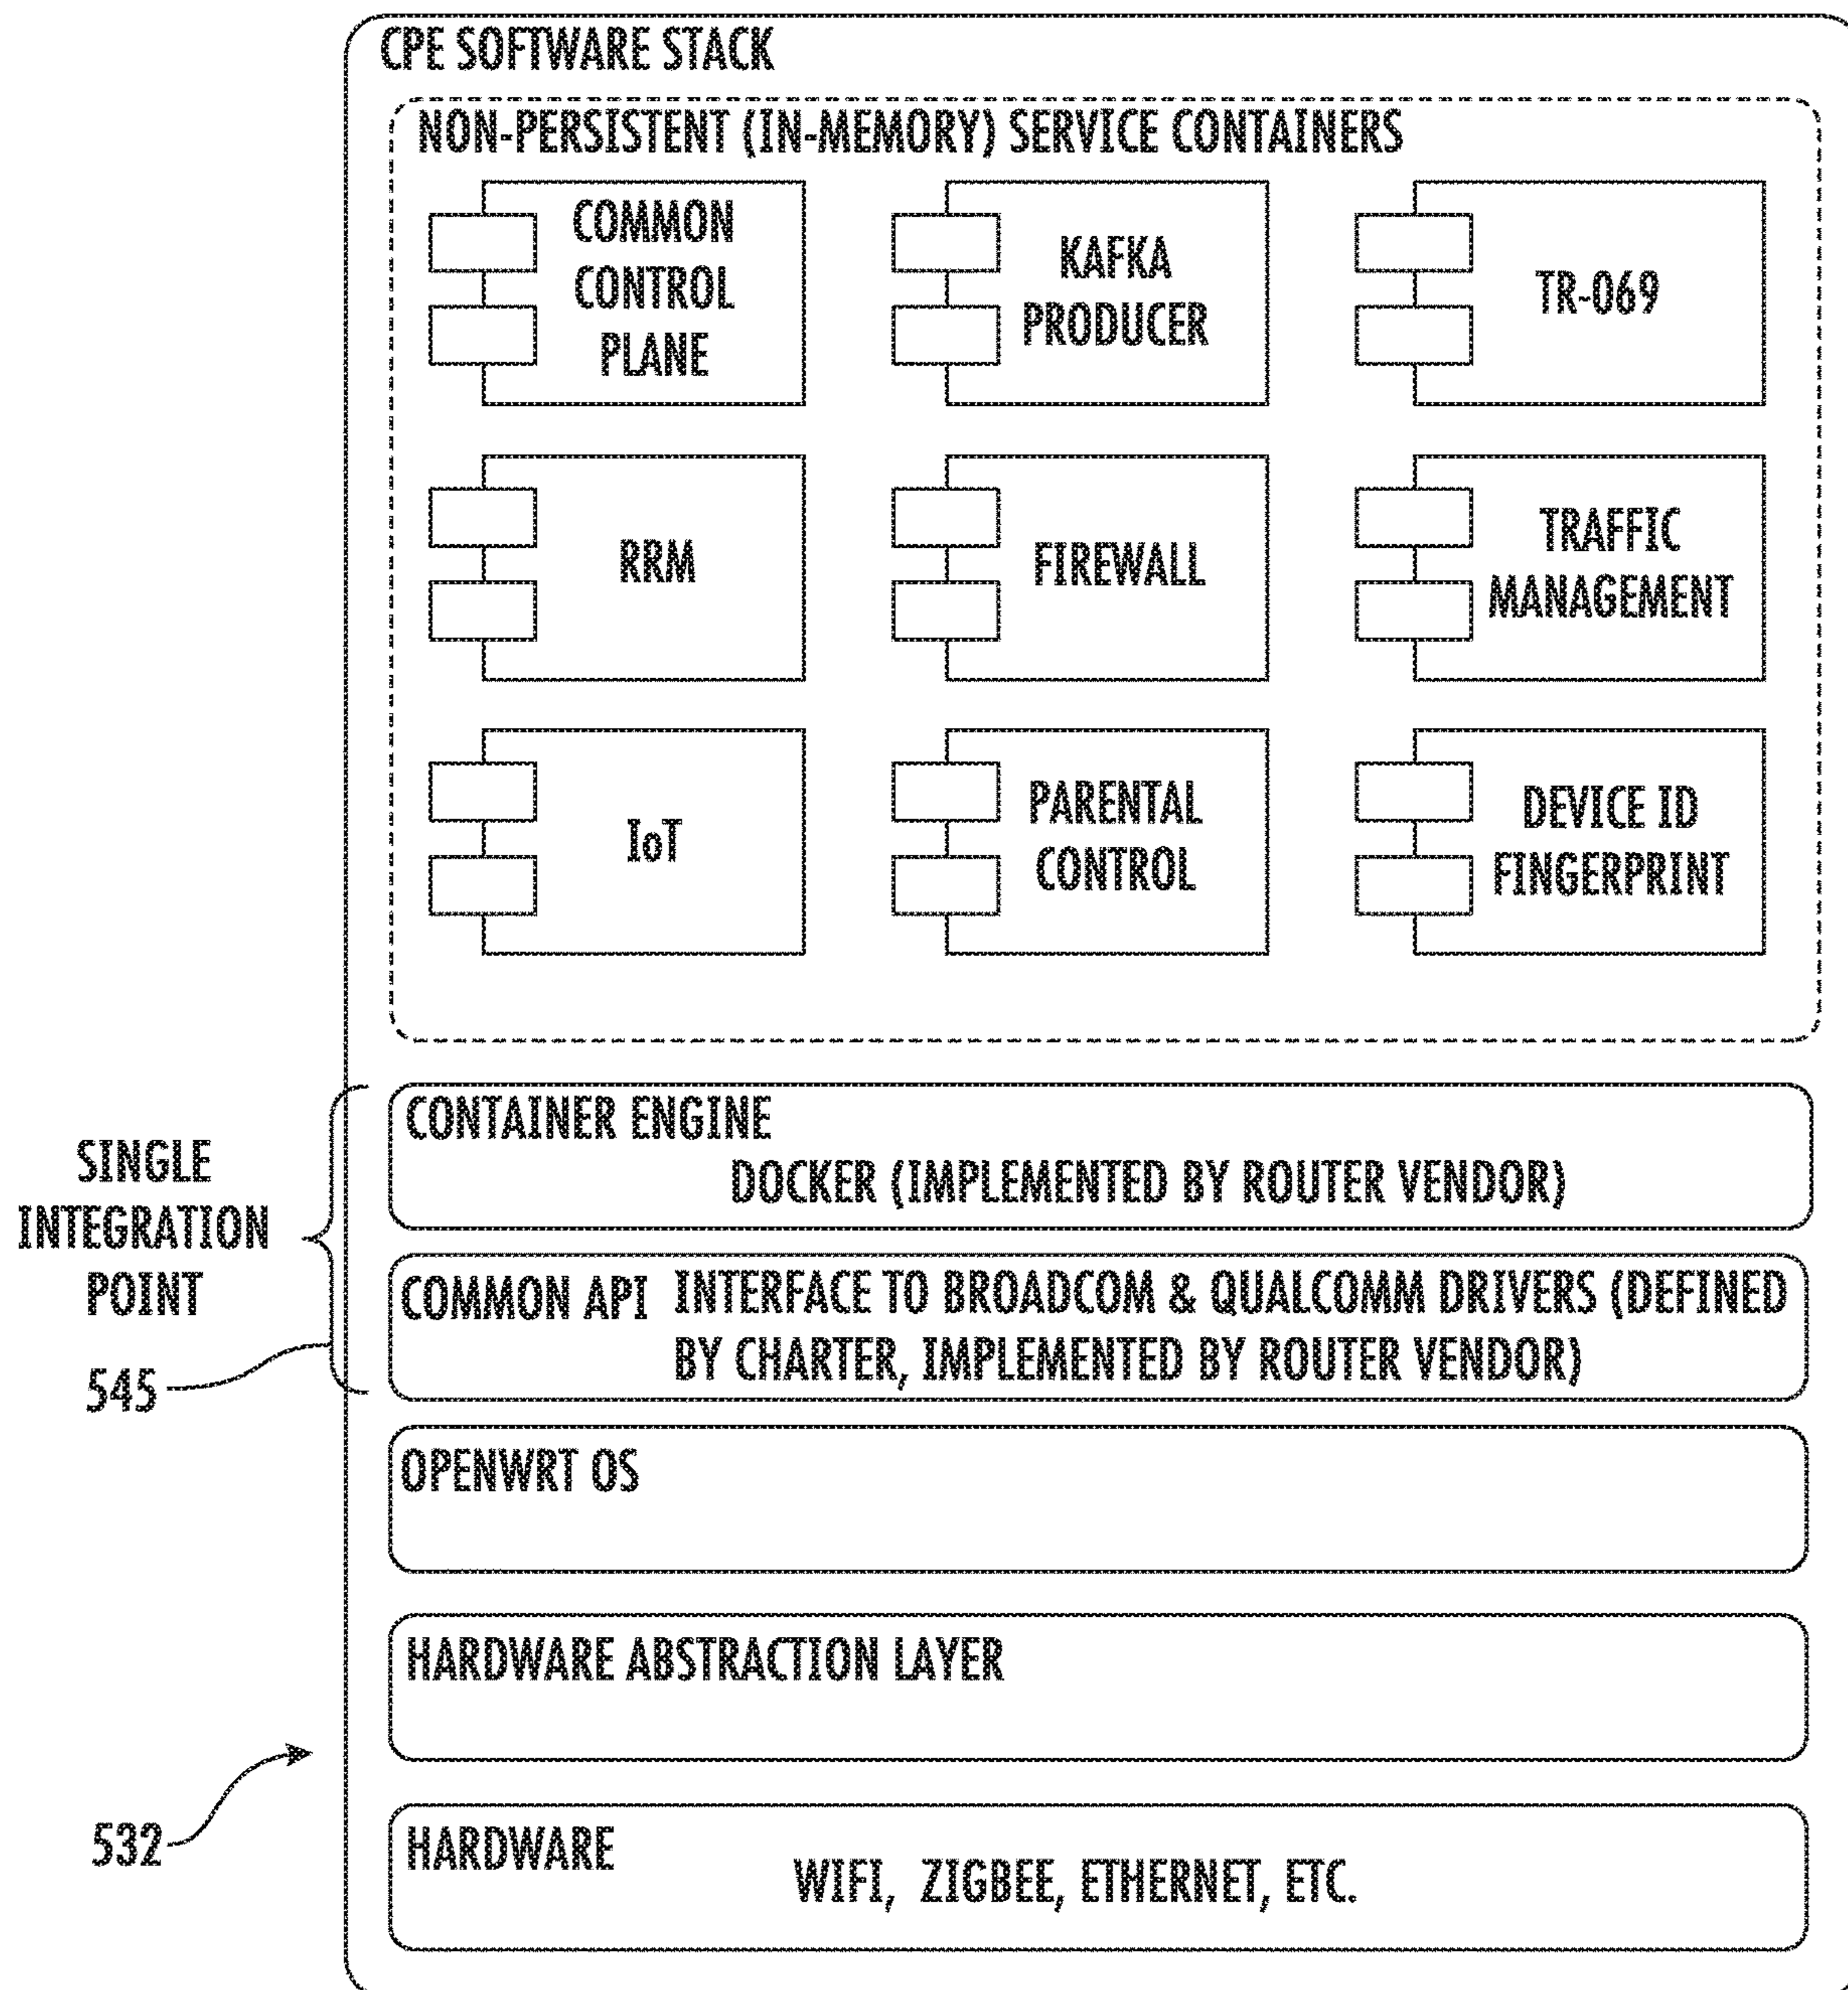 CPE SOFTWARE STACK
NON-PERSISTENT (IN-MEMORY) SERVICE CONTAINERS
COMMON
CONTROL
PLANE
KAFKA
PRODUCER
TR-069
RRM
FIREWALL
TRAFFIC
MANAGEMENT
IoT
PARENTAL
CONTROL
DEVICE ID
FINGERPRINT
SINGLE
INTEGRATION
POINT
545
CONTAINER ENGINE
DOCKER (IMPLEMENTED BY ROUTER VENDOR)
COMMON API
INTERFACE TO BROADCOM & QUALCOMM DRIVERS (DEFINED
BY CHARTER, IMPLEMENTED BY ROUTER VENDOR)
OPENWRT OS
HARDWARE ABSTRACTION LAYER
532
HARDWARE
WIFI, ZIGBEE, ETHERNET, ETC.